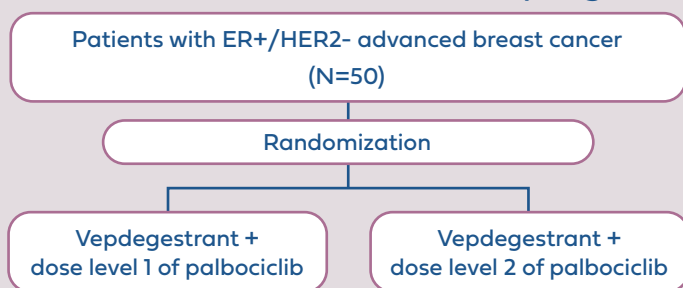 Patients with ER+/HER2- advanced breast cancer
(N=50)
Randomization
Vepdegestrant +
dose level 1 of palbociclib
Vepdegestrant +
dose level 2 of palbociclib